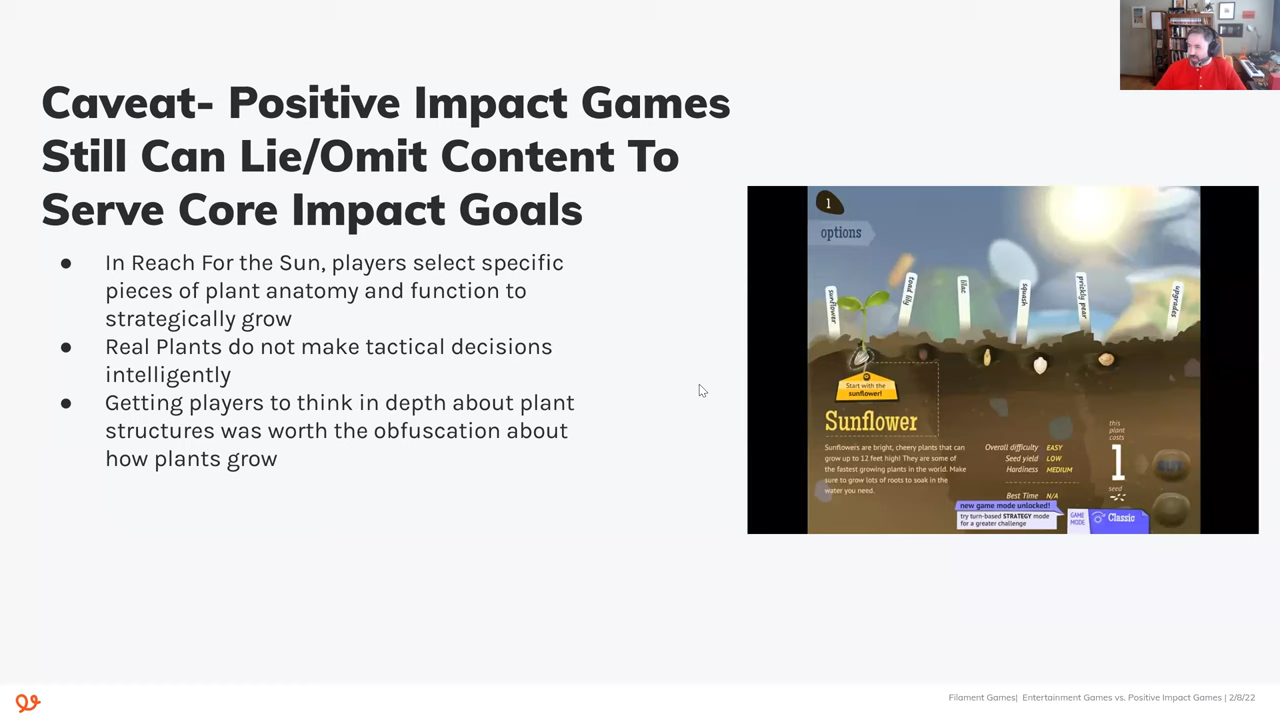 Caveat- Positive Impact Games
Still Can Lie/Omit Content To
Serve Core Impact Goals
● In Reach For the Sun, players select specific
pieces of plant anatomy and function to
strategically grow
● Real Plants do not make tactical decisions
intelligently
● Getting players to think in depth about plant
structures was worth the obfuscation about
how plants grow
1
options
sunflower
toad lily
lilac
squash
prickly pear
upgrades
Start with the
sunflower!
Sunflower
Sunflowers are bright, cheery plants that can
grow up to 12 feet high! They are some of
the fastest growing plants in the world. Make
sure to grow lots of roots to soak in the
water you need.
Overall difficulty EASY
Seed yield LOW
Hardiness MEDIUM
Best Time N/A
this
plant
costs
1
seed
new game mode unlocked!
try turn-based STRATEGY mode
for a greater challenge
GAME
MODE
Classic
Filament Games| Entertainment Games vs. Positive Impact Games | 2/8/22